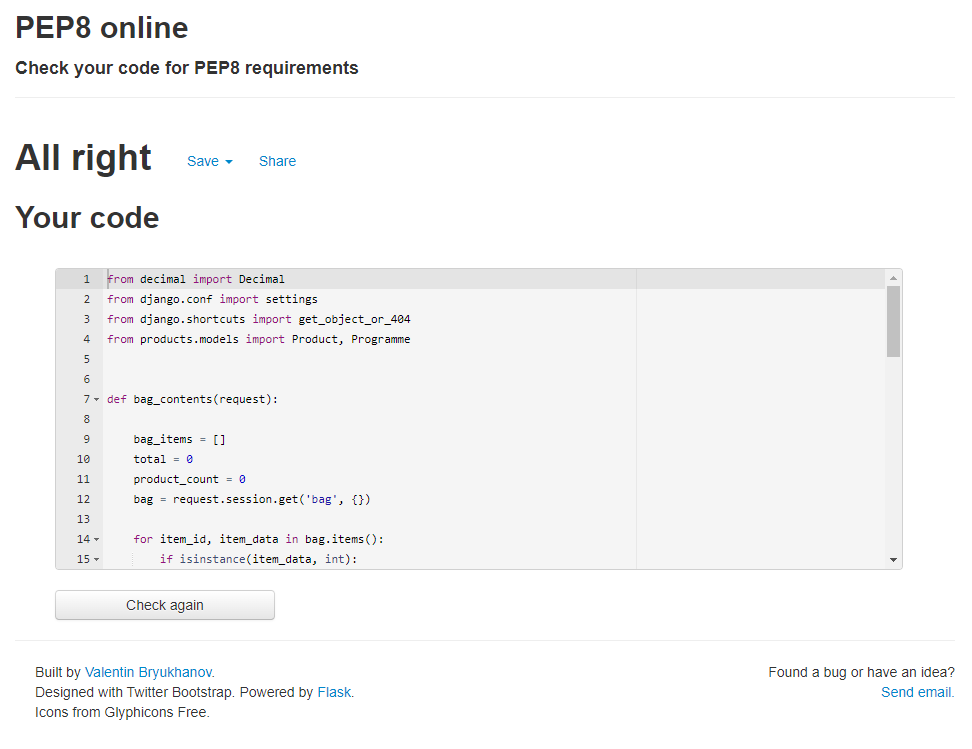 PEP8 online
Check your code for PEP8 requirements
All right Save Share
Your code
1 from decimal import Decimal
2 from django.conf import settings
3 from django.shortcuts import get_object_or_404
4 from products.models import Product, Programme
5
6
7 def bag_contents(request):
8
9     bag_items = []
10     total = 0
11     product_count = 0
12     bag = request.session.get('bag', {})
13
14     for item_id, item_data in bag.items():
15         if isinstance(item_data, int):
Check again
Built by Valentin Bryukhanov.
Designed with Twitter Bootstrap. Powered by Flask.
Icons from Glyphicons Free.
Found a bug or have an idea?
Send email.